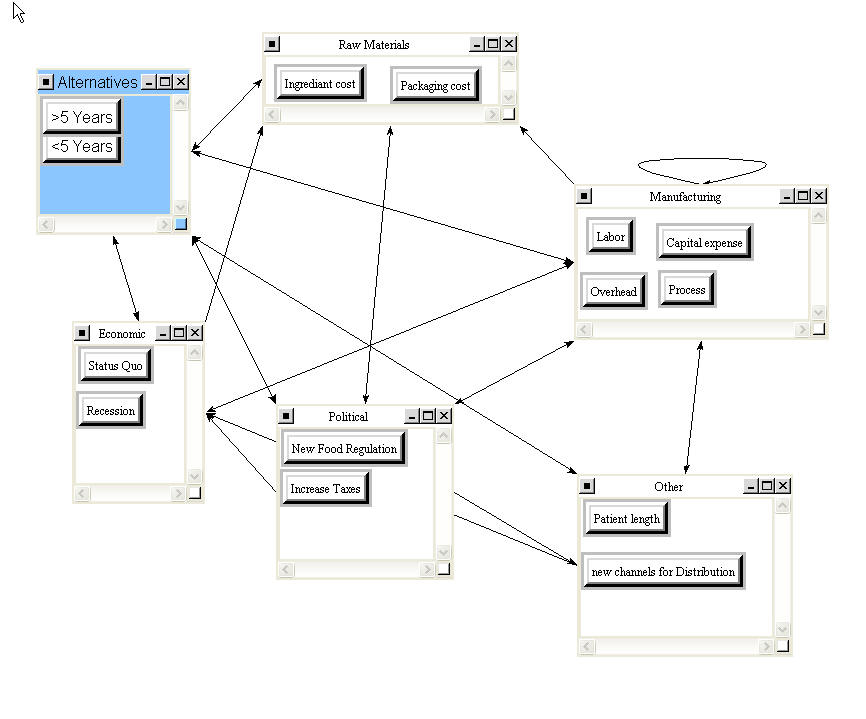 Raw Materials
Ingrediant cost
Packaging cost
Alternatives
>5 Years
<5 Years
Manufacturing
Labor
Capital expense
Overhead
Process
Economic
Status Quo
Recession
Political
New Food Regulation
Increase Taxes
Other
Patient length
new channels for Distribution